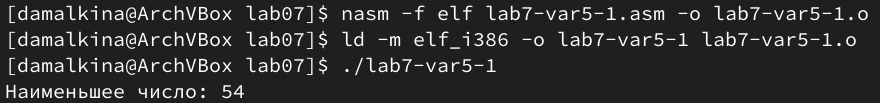 [damalkina@ArchVBox lab07]$ nasm -f elf lab7-var5-1.asm -o lab7-var5-1.o
[damalkina@ArchVBox lab07]$ ld -m elf_i386 -o lab7-var5-1 lab7-var5-1.o
[damalkina@ArchVBox lab07]$ ./lab7-var5-1
Наименьшее число: 54